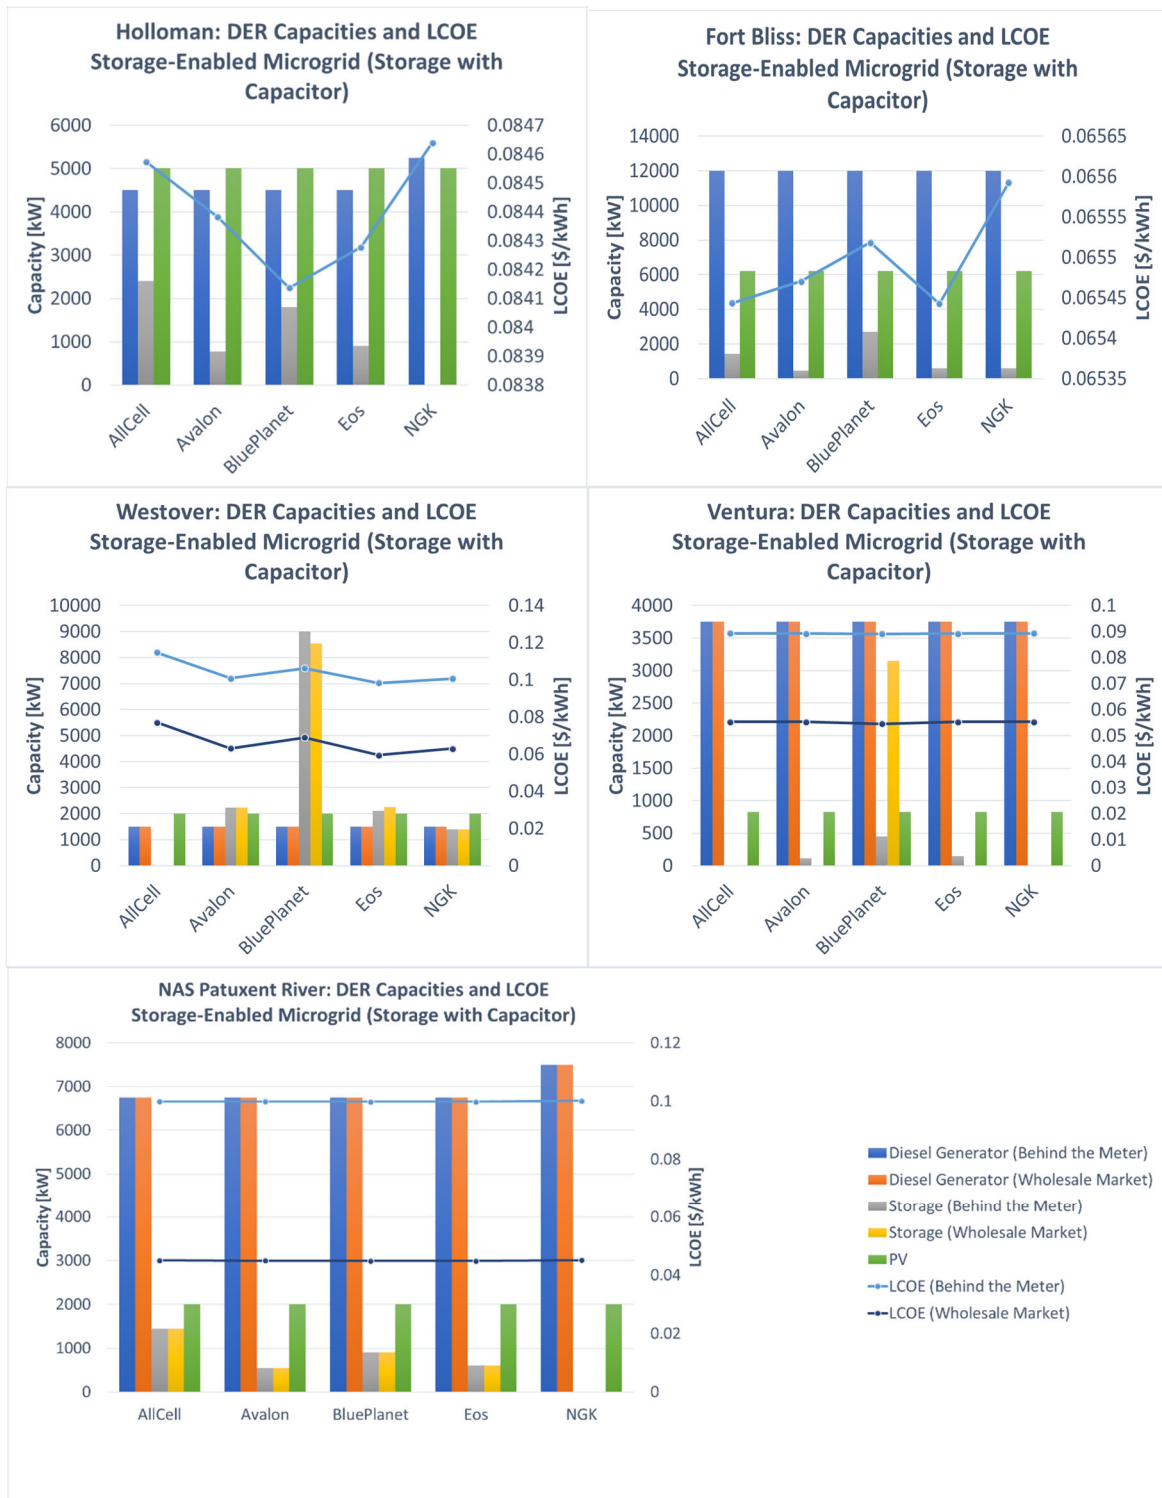 Holloman: DER Capacities and LCOE
Storage-Enabled Microgrid (Storage with
Capacitor)
6000
5000
4000
3000
2000
1000
0
Capacity [kW]
0.0847
0.0846
0.0845
0.0844
0.0843
0.0842
0.0841
0.084
0.0839
0.0838
LCOE [$/kWh]
AllCell
Avalon
BluePlanet
Eos
NGK
Fort Bliss: DER Capacities and LCOE
Storage-Enabled Microgrid (Storage with
Capacitor)
14000
12000
10000
8000
6000
4000
2000
0
Capacity [kW]
0.06565
0.0656
0.06555
0.0655
0.06545
0.0654
0.06535
LCOE [$/kWh]
AllCell
Avalon
BluePlanet
Eos
NGK
Westover: DER Capacities and LCOE
Storage-Enabled Microgrid (Storage with
Capacitor)
10000
9000
8000
7000
6000
5000
4000
3000
2000
1000
0
Capacity [kW]
0.14
0.12
0.1
0.08
0.06
0.04
0.02
0
LCOE [$/kWh]
AllCell
Avalon
BluePlanet
Eos
NGK
Ventura: DER Capacities and LCOE
Storage-Enabled Microgrid (Storage with
Capacitor)
4000
3500
3000
2500
2000
1500
1000
500
0
Capacity [kW]
0.1
0.09
0.08
0.07
0.06
0.05
0.04
0.03
0.02
0.01
0
LCOE [$/kWh]
AllCell
Avalon
BluePlanet
Eos
NGK
NAS Patuxent River: DER Capacities and LCOE
Storage-Enabled Microgrid (Storage with Capacitor)
8000
7000
6000
5000
4000
3000
2000
1000
0
Capacity [kW]
0.12
0.1
0.08
0.06
0.04
0.02
0
LCOE [$/kWh]
AllCell
Avalon
BluePlanet
Eos
NGK
Diesel Generator (Behind the Meter)
Diesel Generator (Wholesale Market)
Storage (Behind the Meter)
Storage (Wholesale Market)
PV
LCOE (Behind the Meter)
LCOE (Wholesale Market)